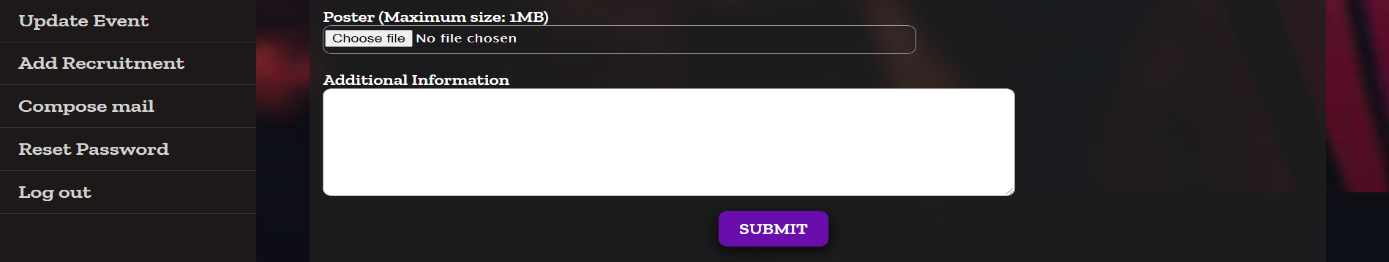 Update Event
Add Recruitment
Compose mail
Reset Password
Log out
Poster (Maximum size: 1MB)
Choose file No file chosen
Additional Information
SUBMIT